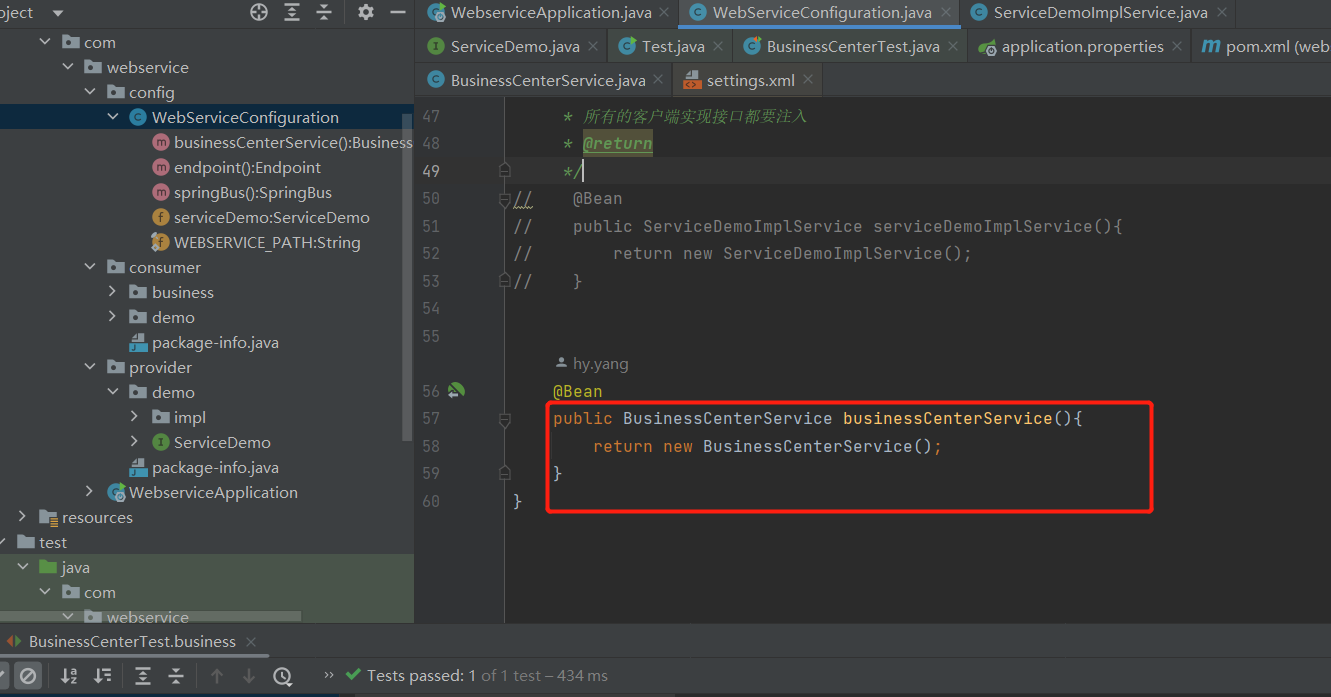 oject
WebserviceApplication.java
WebServiceConfiguration.java
ServiceDemoImplService.java
ServiceDemo.java
Test.java
BusinessCenterTest.java
application.properties
pom.xml (web
BusinessCenterService.java
settings.xml
com
webservice
config
WebServiceConfiguration
businessCenterService():Business
endpoint():Endpoint
springBus():SpringBus
serviceDemo:ServiceDemo
WEBSERVICE_PATH:String
consumer
business
demo
package-info.java
provider
demo
impl
ServiceDemo
package-info.java
WebserviceApplication
resources
test
java
com
webservice
47 * 所有的客户端实现接口都要注入
48 * @return
49 */
50 // @Bean
51 // public ServiceDemoImplService serviceDemoImplService(){
52 // return new ServiceDemoImplService();
53 // }
54
55
hy.yang
56 @Bean
57 public BusinessCenterService businessCenterService(){
58 return new BusinessCenterService();
59 }
60 }
BusinessCenterTest.business
Tests passed: 1 of 1 test – 434 ms